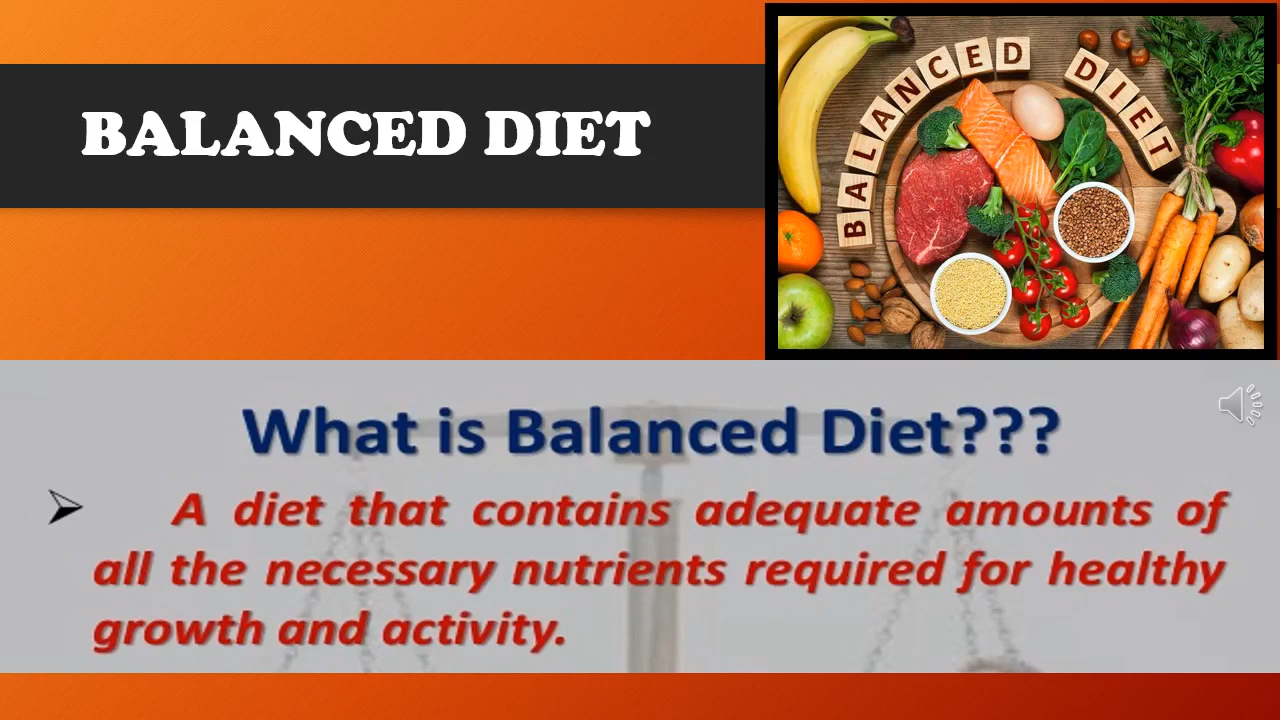 BALANCED DIET
BALANCED DIET
What is Balanced Diet???
A diet that contains adequate amounts of
all the necessary nutrients required for healthy
growth and activity.